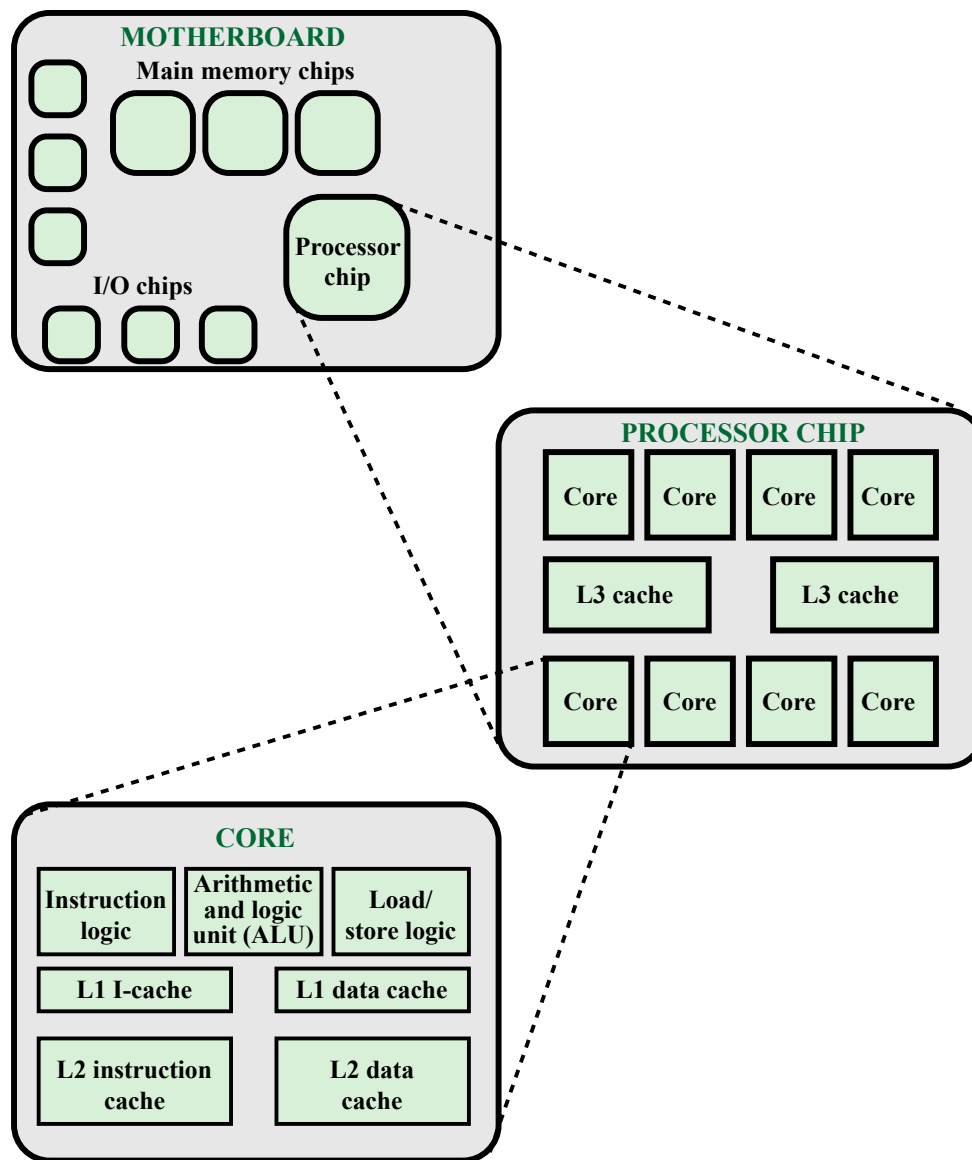 MOTHERBOARD
Main memory chips
Processor
chip
I/O chips
PROCESSOR CHIP
Core
Core
Core
Core
L3 cache
L3 cache
Core
Core
Core
Core
CORE
Instruction
logic
Arithmetic
and logic
unit (ALU)
Load/
store logic
L1 I-cache
L1 data cache
L2 instruction
cache
L2 data
cache